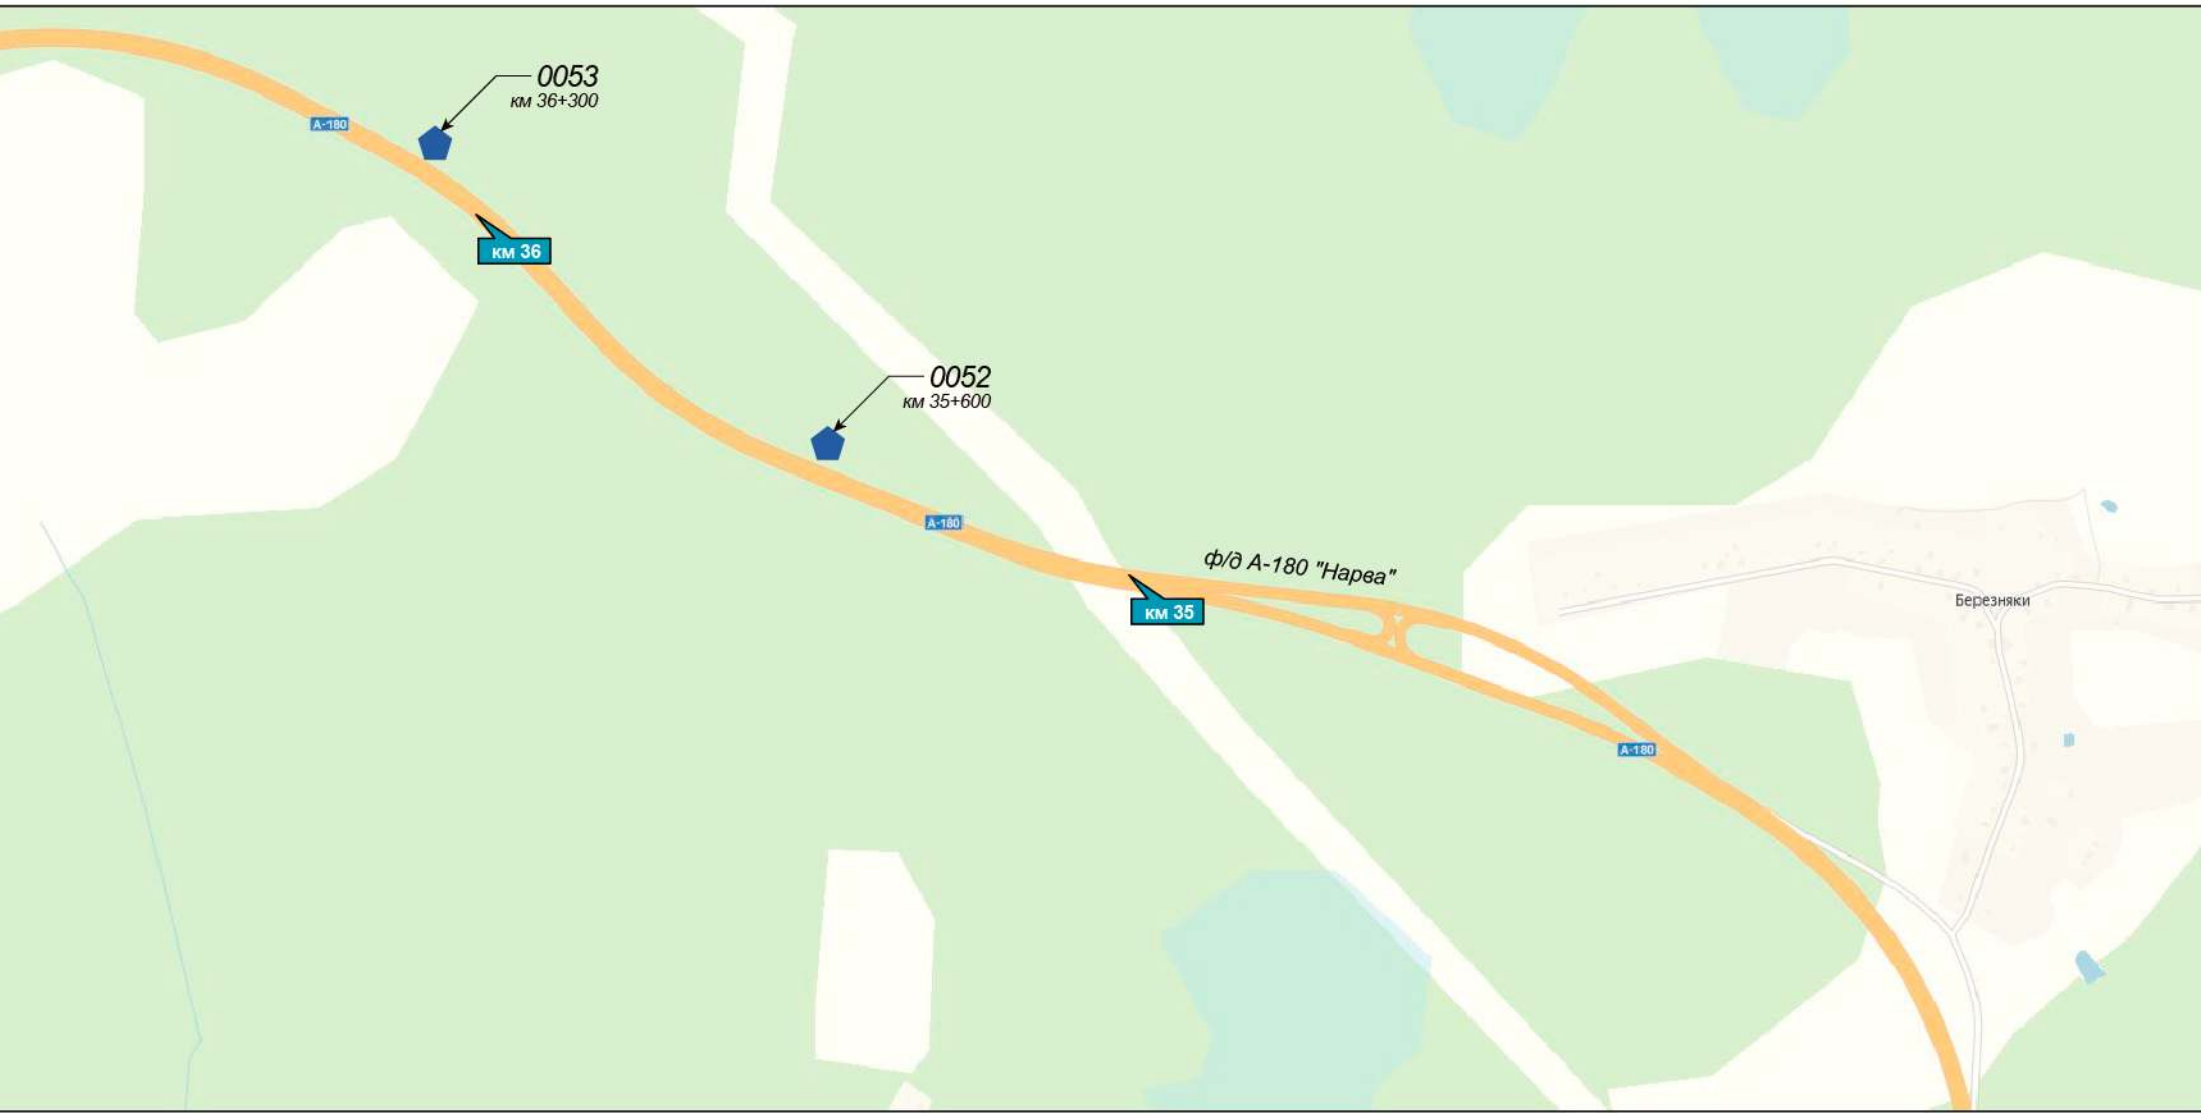 0053
км 36+300
А-180
км 36
0052
км 35+600
А-180
ф/д А-180 "Нарва"
км 35
Березняки
А-180